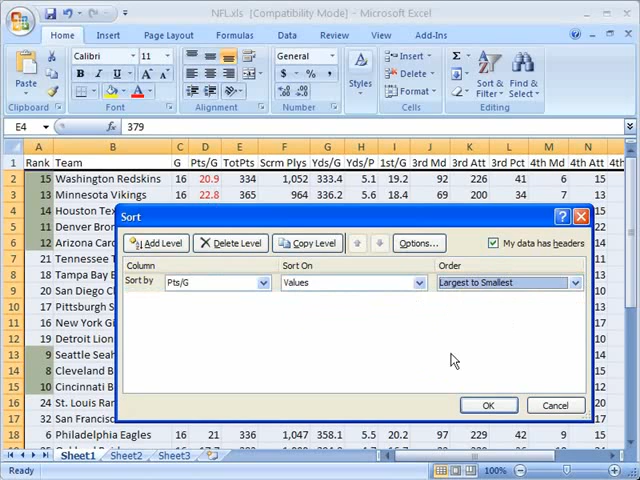 NFL.xls [Compatibility Mode] - Microsoft Excel
Home Insert Page Layout Formulas Data Review View Add-Ins
Paste
Clipboard
Calibri 11
B I U
Font
Alignment
General
$ % ,
Number
Styles
Insert
Delete
Format
Cells
Σ
Sort & Filter
Find & Select
Editing
E4 379
A B C D E F G H I J K L M N
1 Rank Team G Pts/G TotPts Scrm Plys Yds/G Yds/P 1st/G 3rd Md 3rd Att 3rd Pct 4th Md 4th Att
2 15 Washington Redskins 16 20.9 334 1,052 333.4 5.1 19.2 92 226 41 6 15
3 13 Minnesota Vikings 16 22.8 365 964 336.2 5.6 18.4 69 200 34 7 13
4 14 Houston Tex
5 11 Denver Bron
6 12 Arizona Car
7 21 Tennessee
8 18 Tampa Bay
9 20 San Diego C
10 17 Pittsburgh S
11 16 New York Gi
12 19 Detroit Lion
13 9 Seattle Seah
14 8 Cleveland B
15 10 Cincinnati B
16 24 St. Louis Ram
17 32 San Francisc
18 6 Philadelphia Eagles 16 21 336 1,047 358.1 5.5 20.2 90 229 39 9 15
Sort
Add Level Delete Level Copy Level Options... My data has headers
Column Sort On Order
Sort by Pts/G Values Largest to Smallest
OK Cancel
Sheet1 Sheet2 Sheet3
Ready 100%